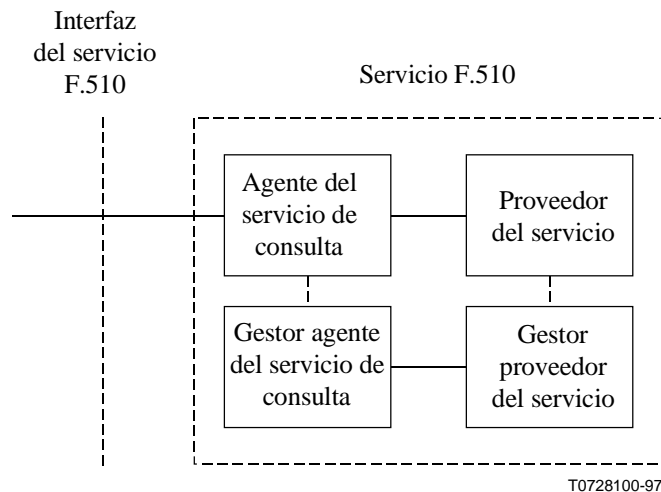 Interfaz
del servicio
F.510
Servicio F.510
Agente del
servicio de
consulta
Proveedor
del servicio
Gestor agente
del servicio de
consulta
Gestor
proveedor
del servicio
T0728100-97